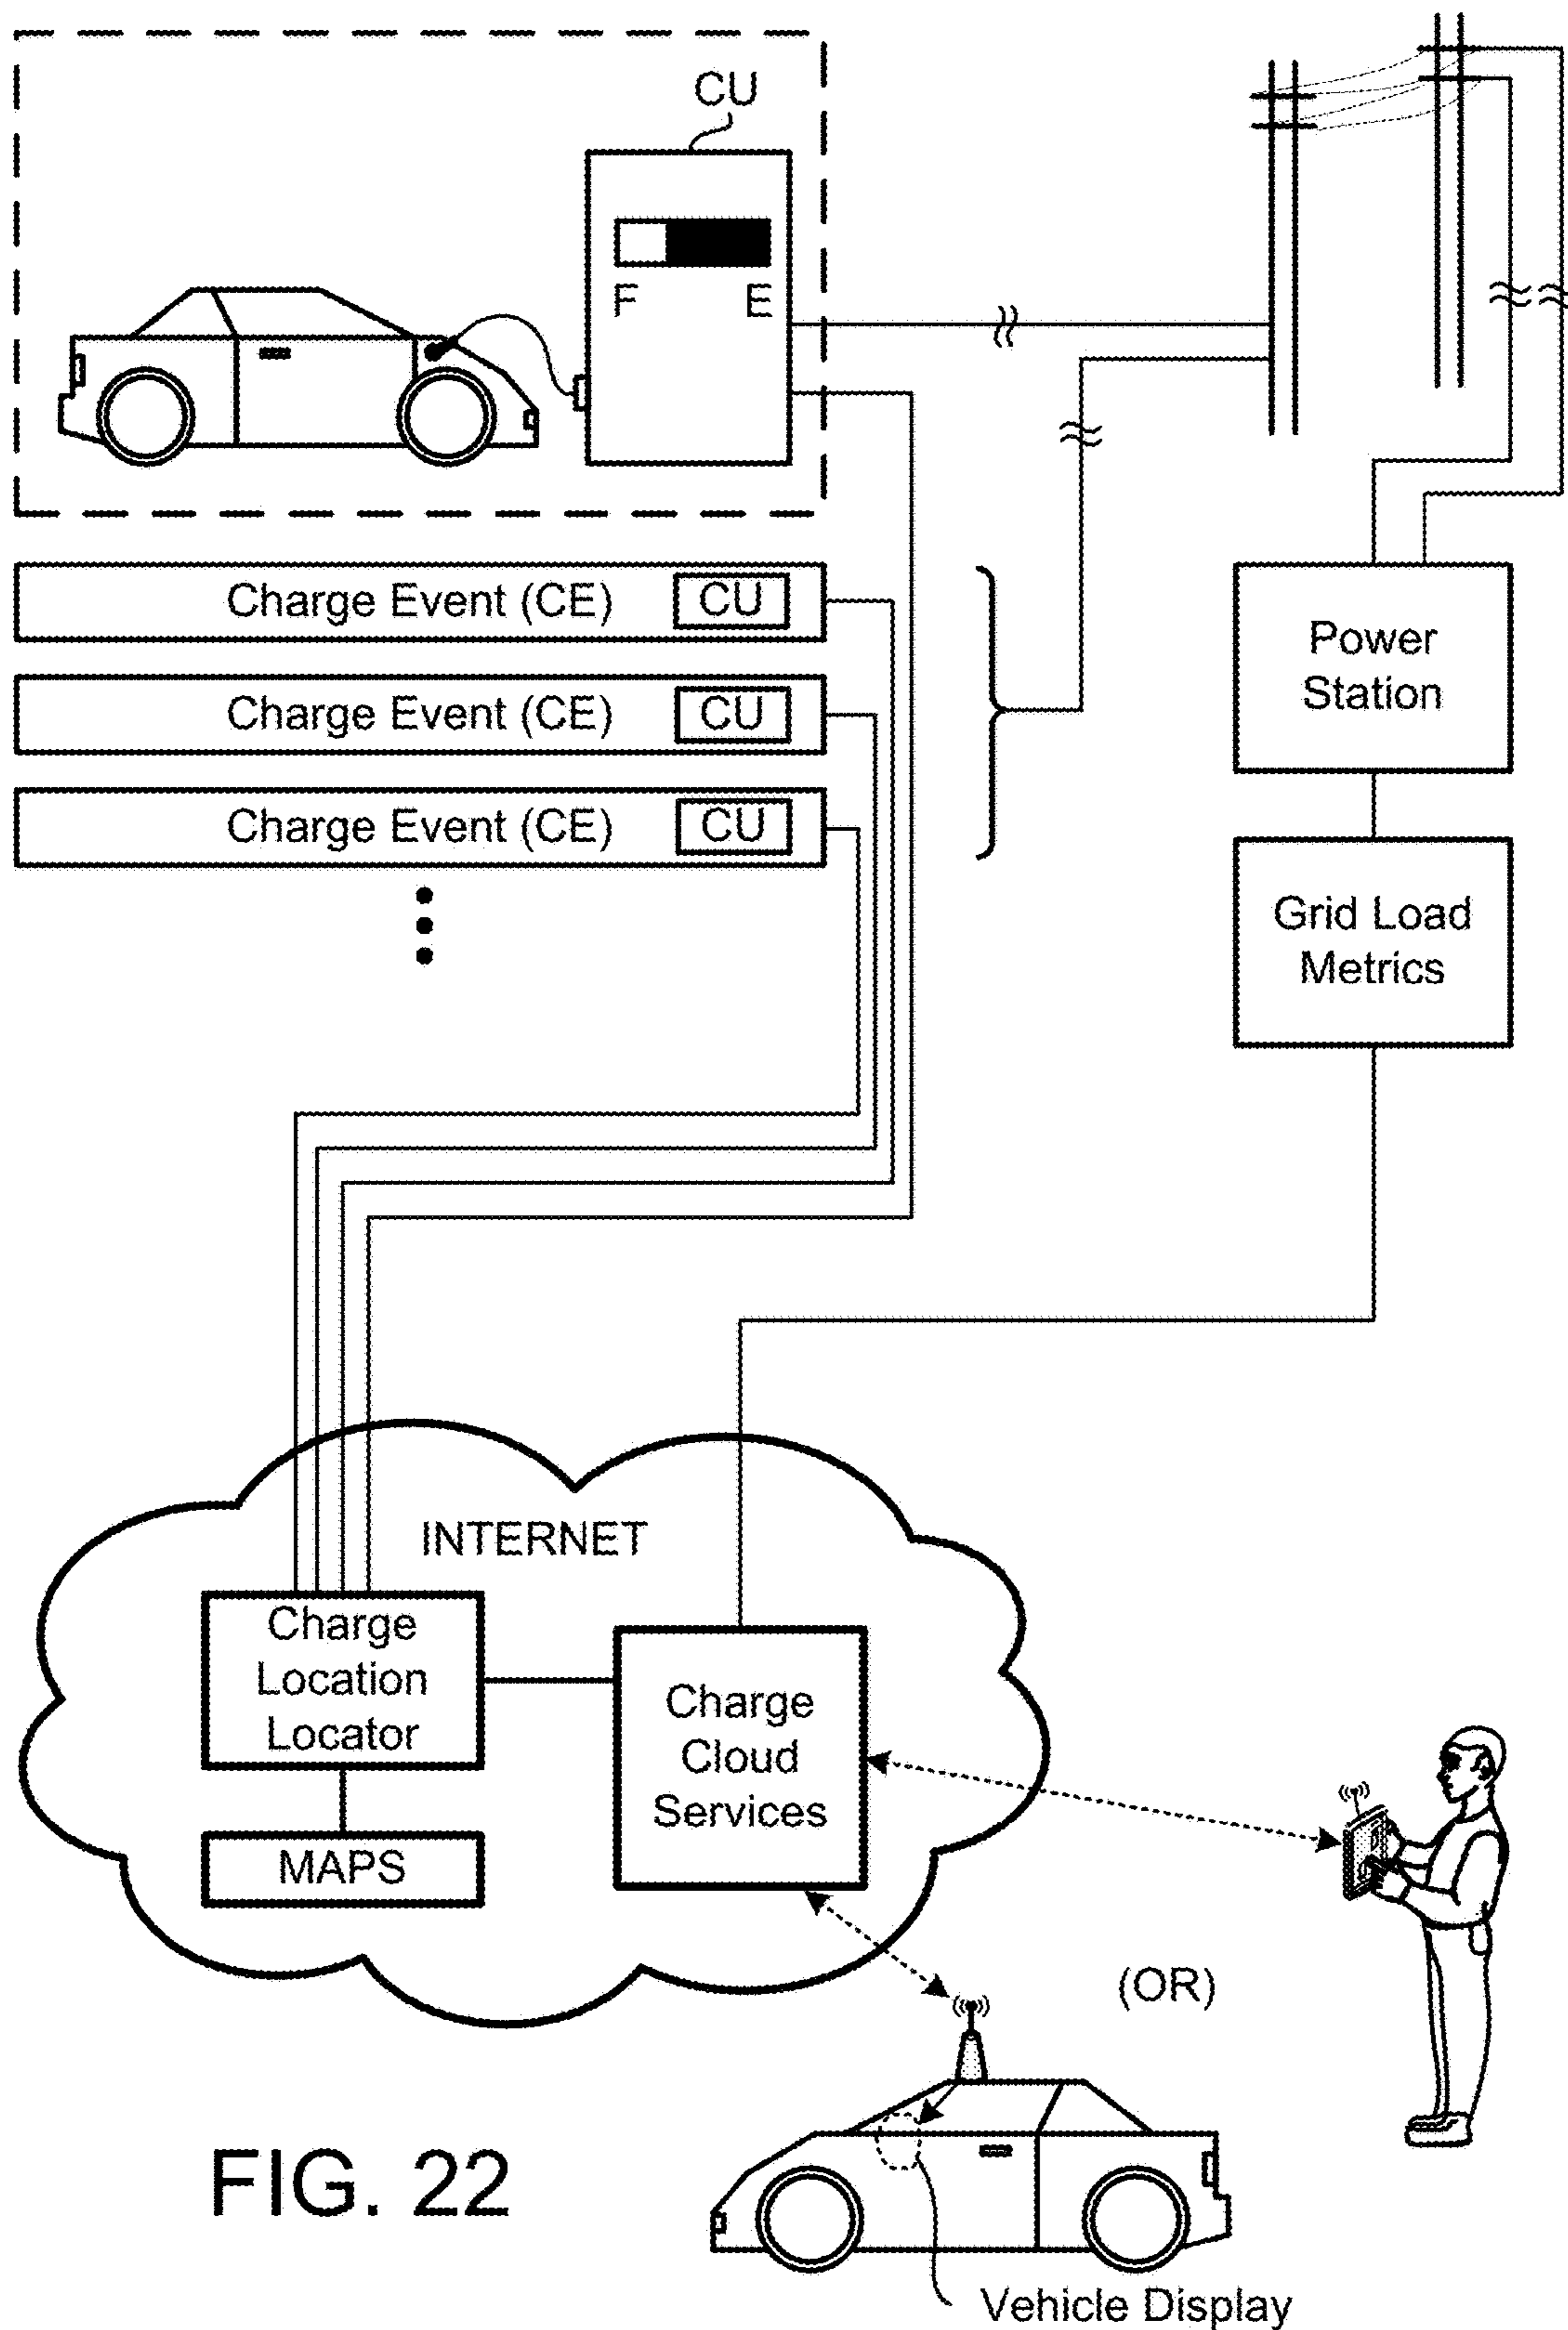 CU
F E
Charge Event (CE) CU
Charge Event (CE) CU
Charge Event (CE) CU
Power
Station
Grid Load
Metrics
INTERNET
Charge
Location
Locator
MAPS
Charge
Cloud
Services
(OR)
Vehicle Display
FIG. 22